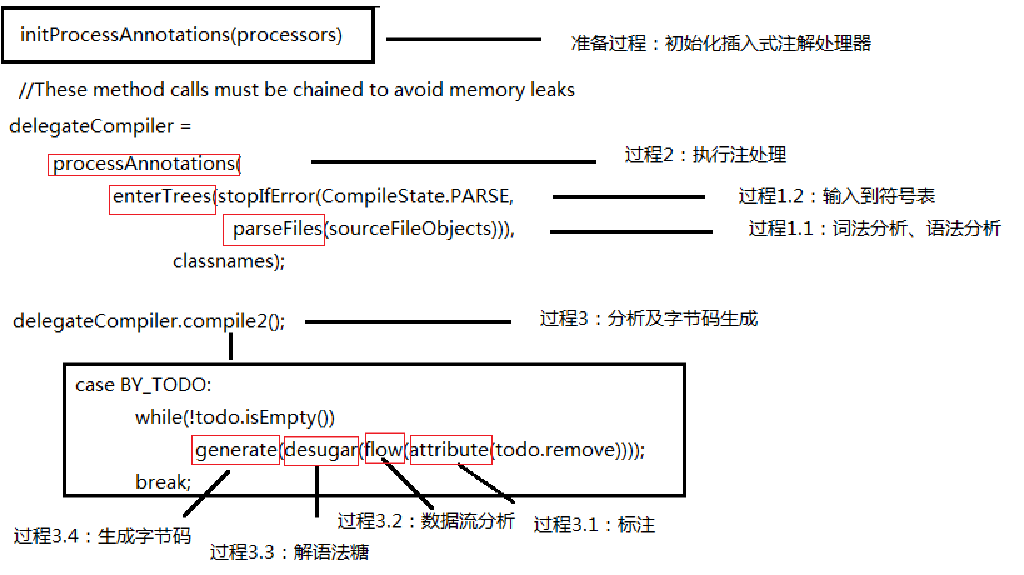 initProcessAnnotations(processors)
准备过程：初始化插入式注解处理器
//These method calls must be chained to avoid memory leaks
delegateCompiler =
processAnnotations(
过程2：执行注处理
enterTrees(stopIfError(CompileState.PARSE,
过程1.2：输入到符号表
parseFiles(sourceFileObjects))),
过程1.1：词法分析、语法分析
classnames);
delegateCompiler.compile2();
过程3：分析及字节码生成
case BY_TODO:
while(!todo.isEmpty())
generate(desugar(flow(attribute(todo.remove))));
break;
过程3.4：生成字节码
过程3.3：解语法糖
过程3.2：数据流分析
过程3.1：标注